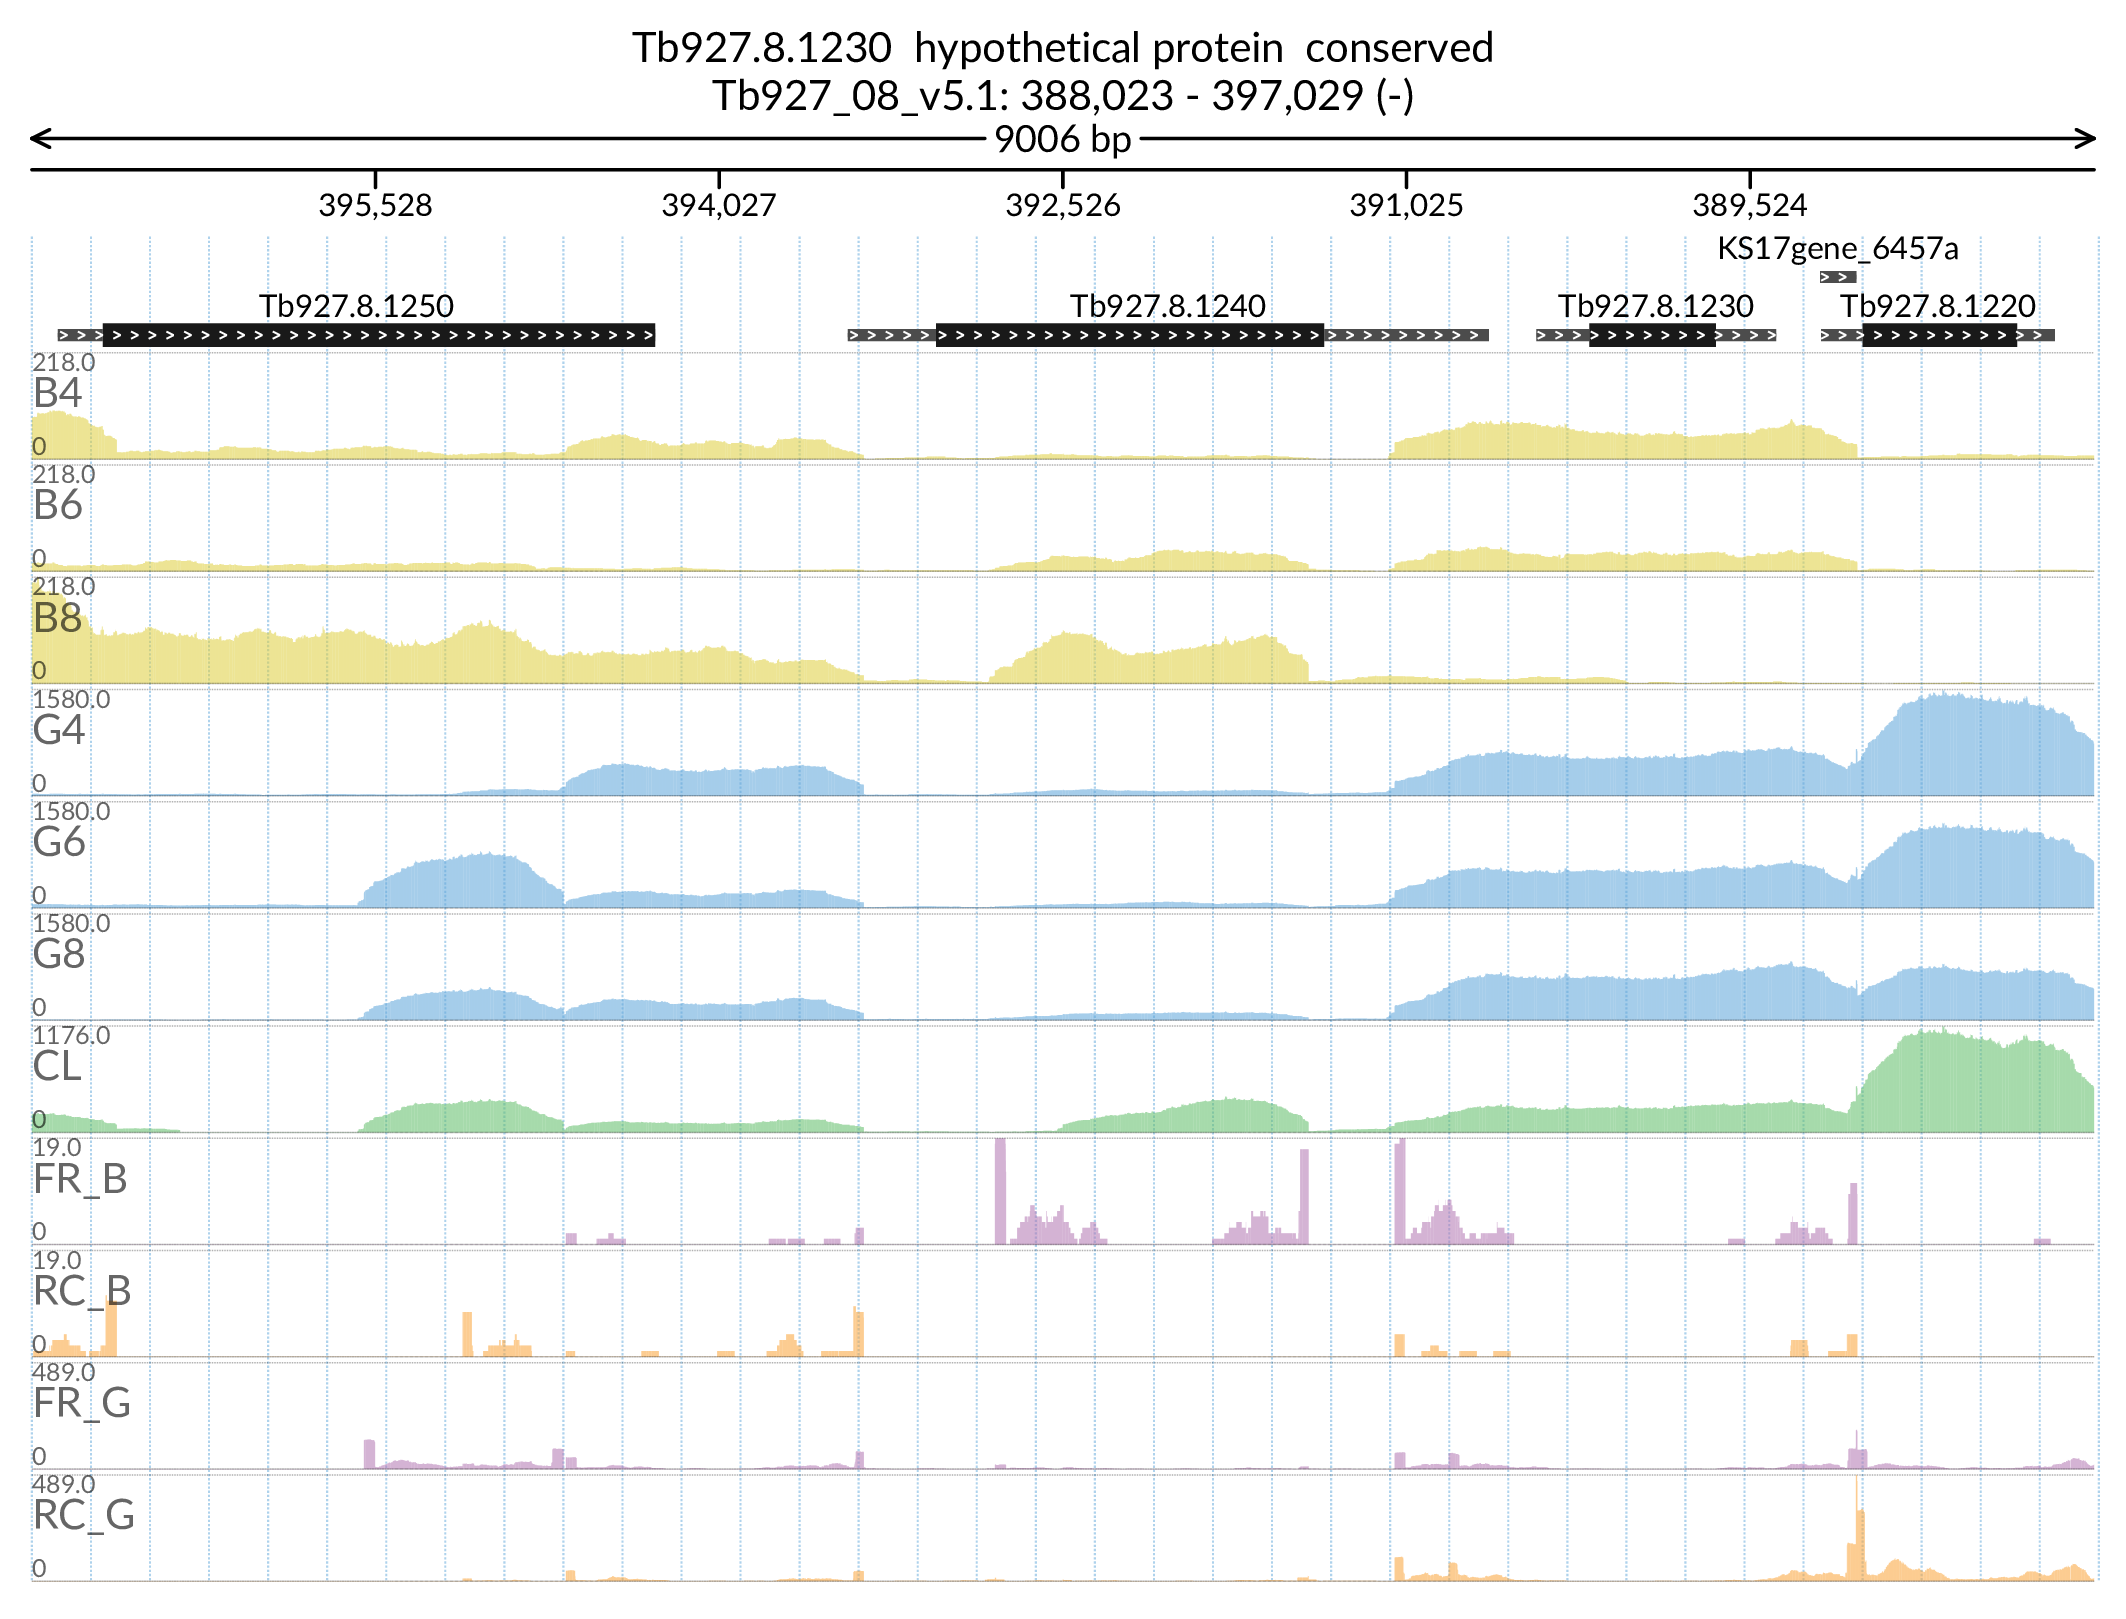 Tb927.8.1230 hypothetical protein conserved
Tb927_08_v5.1: 388,023 - 397,029 (-)
9006 bp
395,528 394,027 392,526 391,025 389,524
KS17gene_6457a
Tb927.8.1250 Tb927.8.1240 Tb927.8.1230 Tb927.8.1220
218.0
B4
0
218.0
B6
0
218.0
B8
0
1580.0
G4
0
1580.0
G6
0
1580.0
G8
0
1176.0
CL
0
19.0
FR_B
0
19.0
RC_B
0
489.0
FR_G
0
489.0
RC_G
0